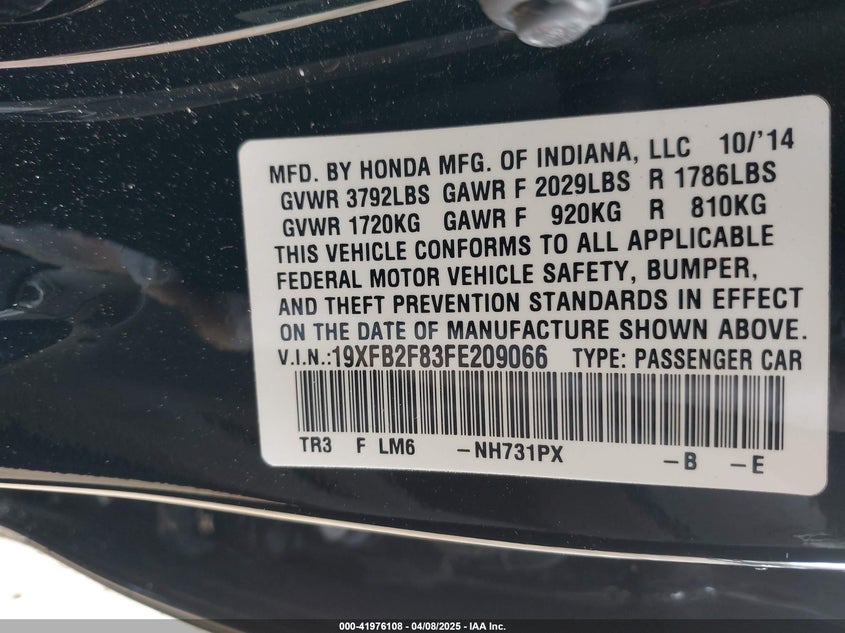 MFD. BY HONDA MFG. OF INDIANA, LLC 10/'14
GVWR 3792LBS GAWR F 2029LBS R 1786LBS
GVWR 1720KG GAWR F 920KG R 810KG
THIS VEHICLE CONFORMS TO ALL APPLICABLE
FEDERAL MOTOR VEHICLE SAFETY, BUMPER,
AND THEFT PREVENTION STANDARDS IN EFFECT
ON THE DATE OF MANUFACTURE SHOWN ABOVE.
V.I.N.:19XFB2F83FE209066 TYPE: PASSENGER CAR
TR3 F LM6 -NH731PX -B -E
000-41976108 - 04/08/2025 - IAA Inc.